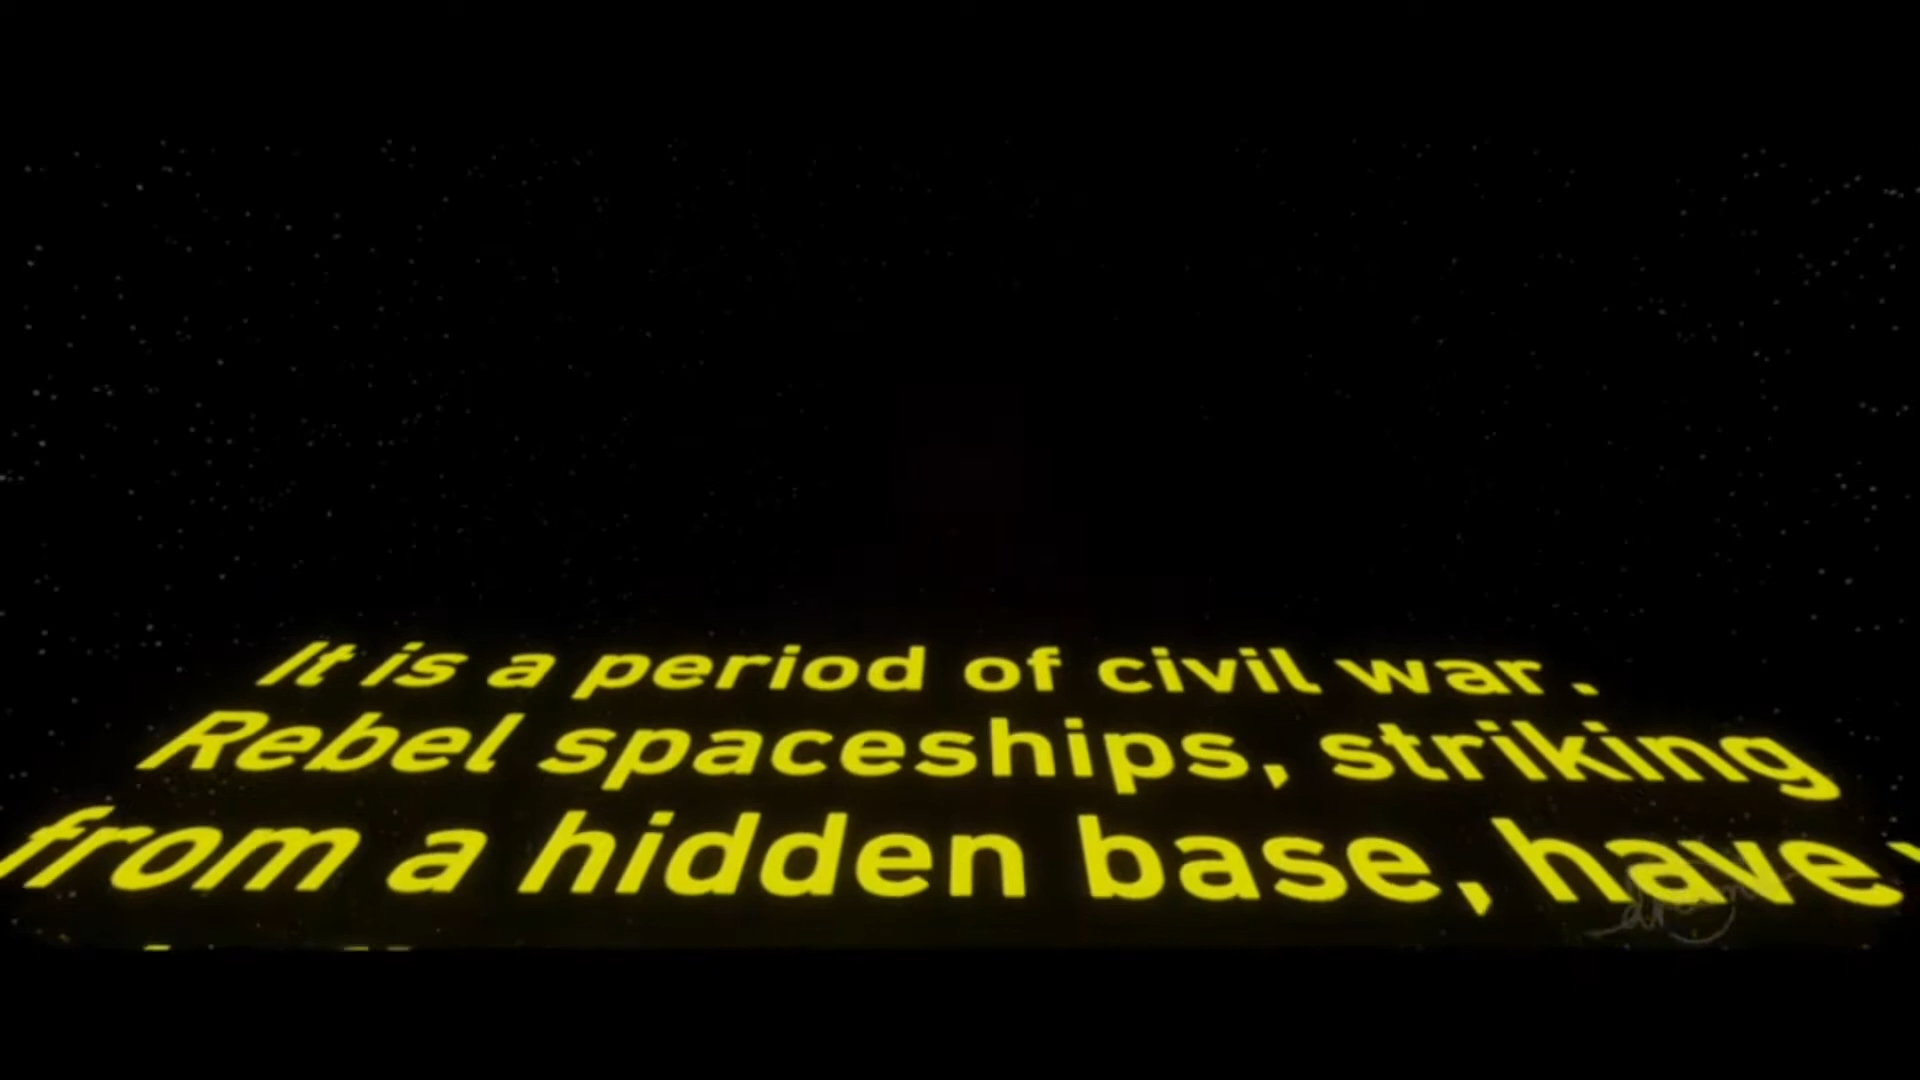 It is a period of civil war.
Rebel spaceships, striking
from a hidden base, have